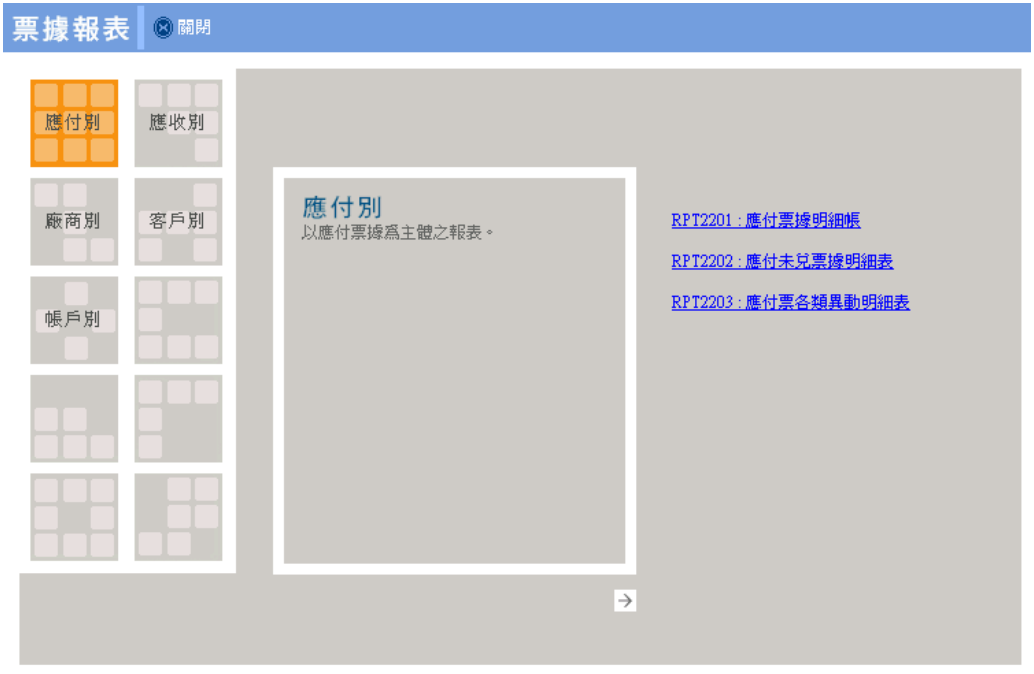 票據報表 關閉
應付別 應收別
廠商別 客戶別
帳戶別
應付別
以應付票據爲主體之報表。
RPT2201 : 應付票據明細帳
RPT2202 : 應付未兌票據明細表
RPT2203 : 應付票各類異動明細表